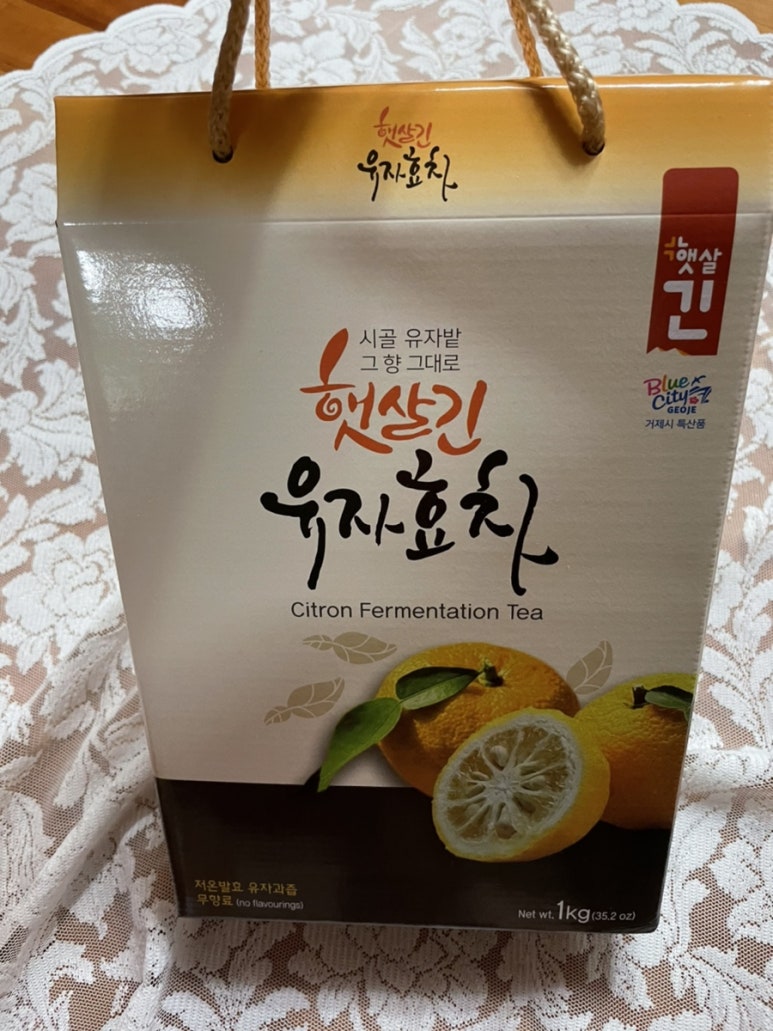 햇살긴
유자효차
햇살
긴
시골 유자밭
그 향 그대로
햇살긴
유자효차
Blue
City
GEOJE
거제시 특산품
Citron Fermentation Tea
저온발효 유자과즙
무향료 (no flavourings)
Net wt. 1kg (35.2 oz)